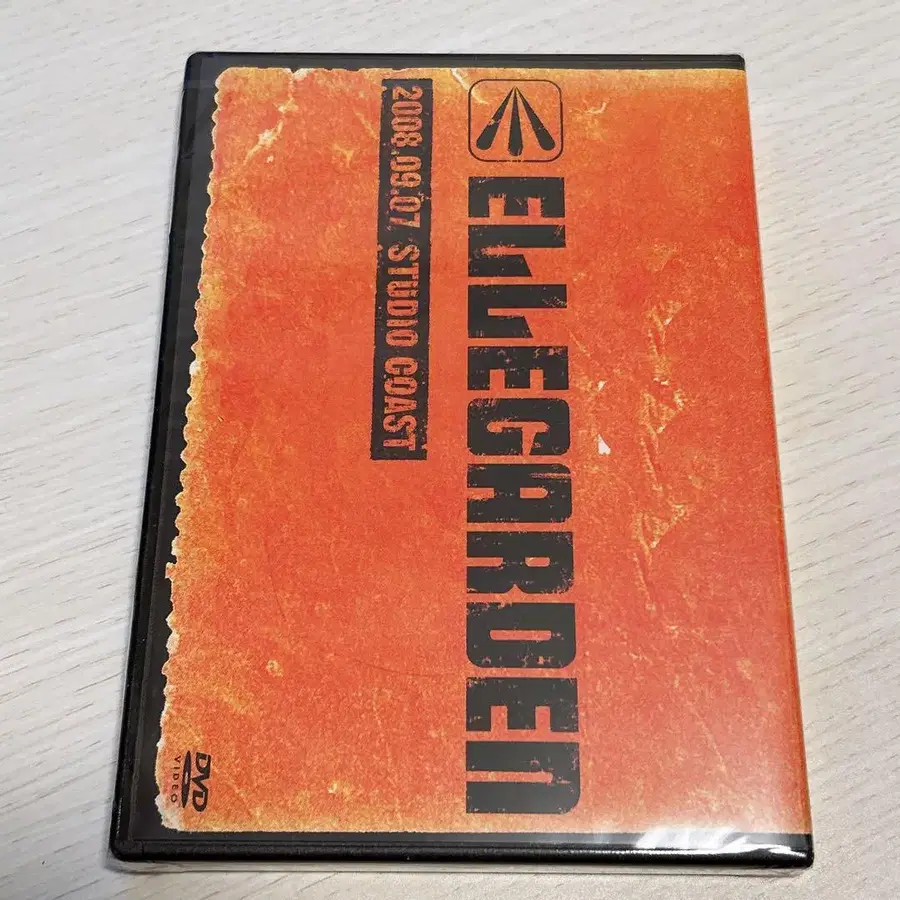 ELLEGARDEN
2008.09.07 STUDIO COAST
DVD
VIDEO